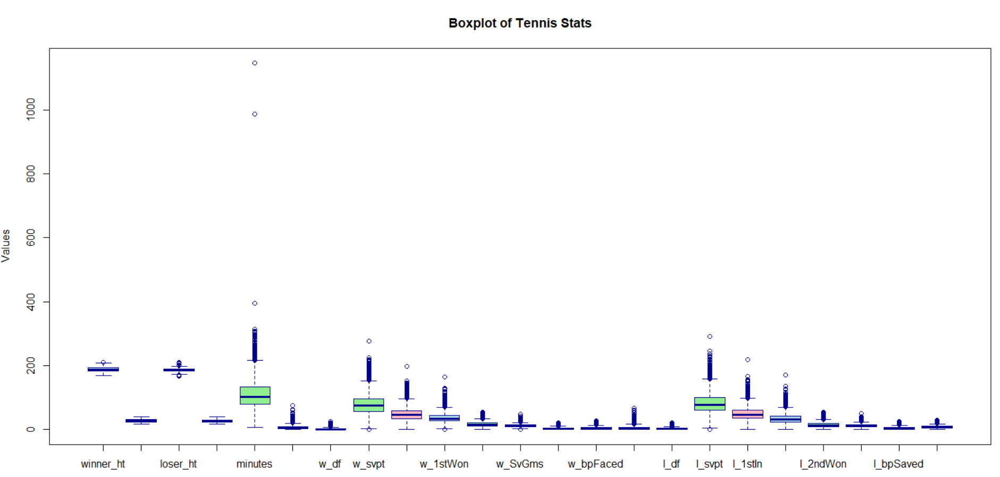 Boxplot of Tennis Stats
Values
1000
800
600
400
200
0
winner_ht loser_ht minutes w_df w_svpt w_1stWon w_SvGms w_bpFaced l_df l_svpt l_1stIn l_2ndWon l_bpSaved